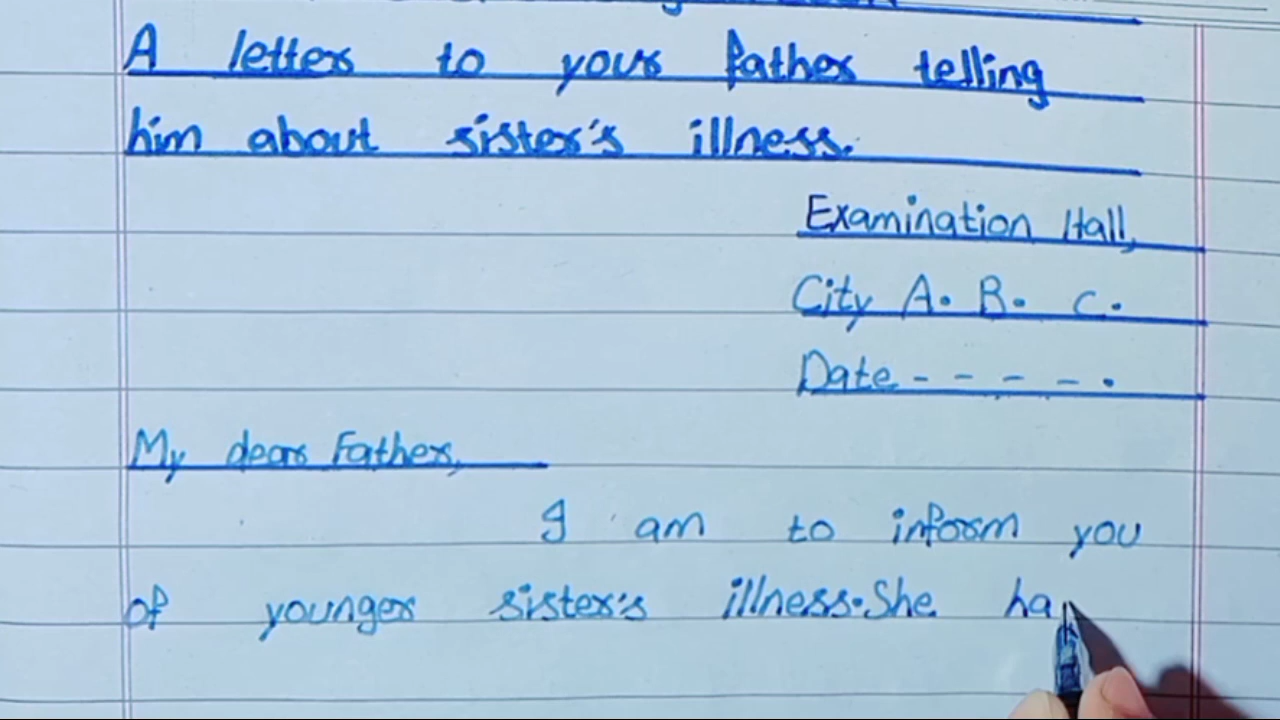 A letter to your father telling
him about sister's illness.
Examination Hall,
City A. B. C.
Date - - - - - .
My dear Father,
I am to inform you
of younger sister's illness. She ha